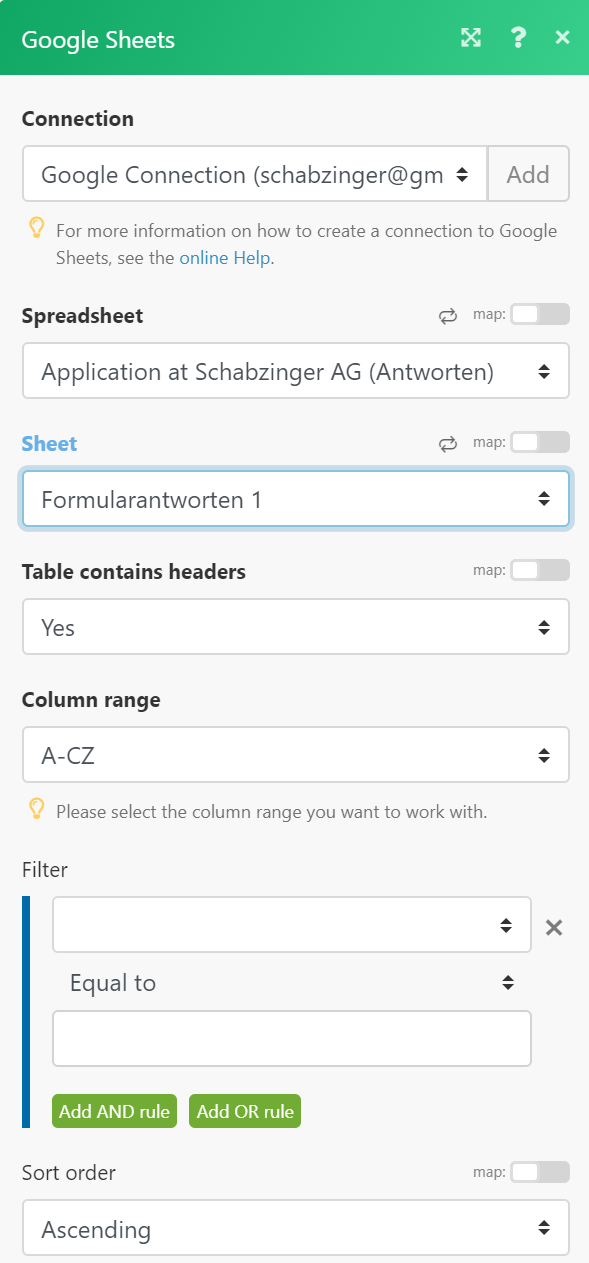 Google Sheets
Connection
Google Connection (schabzinger@gm
Add
For more information on how to create a connection to Google
Sheets, see the online Help.
Spreadsheet
map:
Application at Schabzinger AG (Antworten)
Sheet
map:
Formularantworten 1
Table contains headers
map:
Yes
Column range
A-CZ
Please select the column range you want to work with.
Filter
Equal to
Add AND rule
Add OR rule
Sort order
map:
Ascending